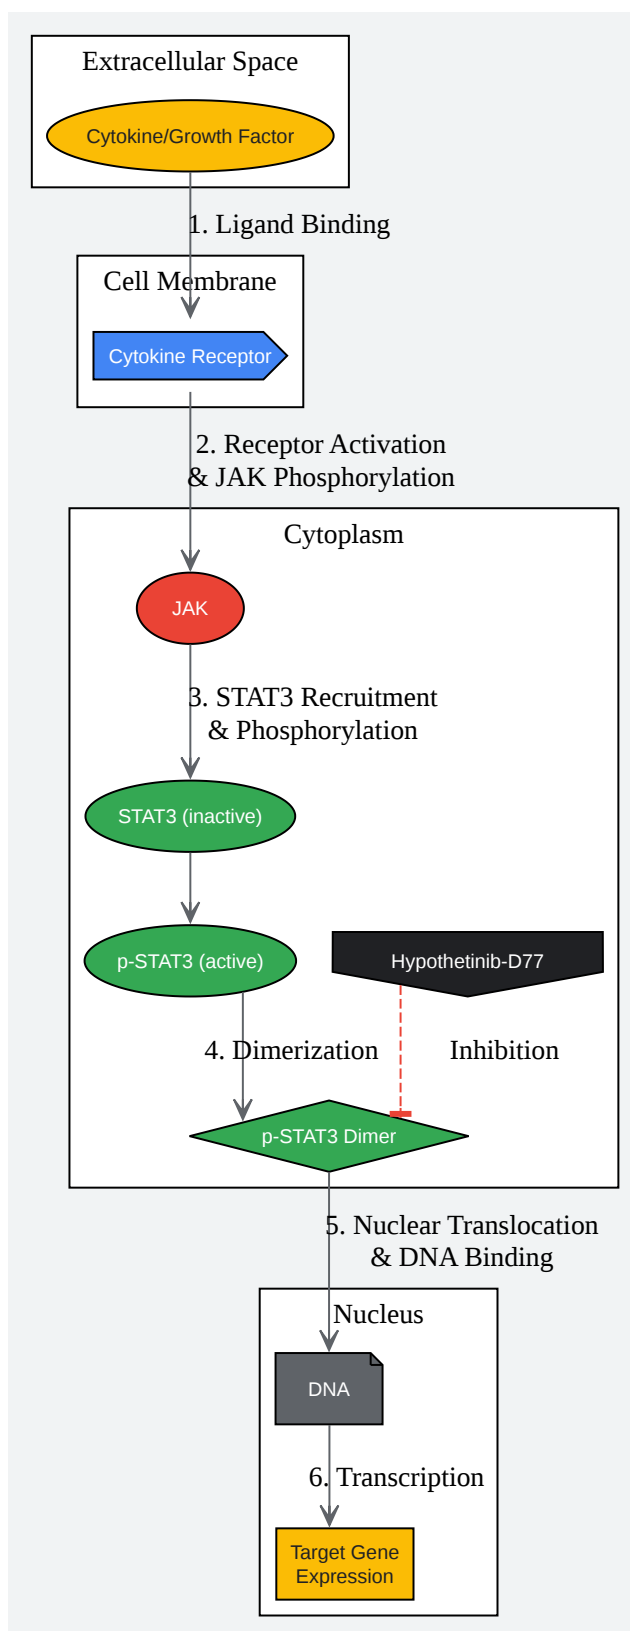 Extracellular Space
Cytokine/Growth Factor
1. Ligand Binding
Cell Membrane
Cytokine Receptor
2. Receptor Activation
& JAK Phosphorylation
Cytoplasm
JAK
3. STAT3 Recruitment
& Phosphorylation
STAT3 (inactive)
p-STAT3 (active)
Hypothetinib-D77
4. Dimerization
Inhibition
p-STAT3 Dimer
5. Nuclear Translocation
& DNA Binding
Nucleus
DNA
6. Transcription
Target Gene
Expression